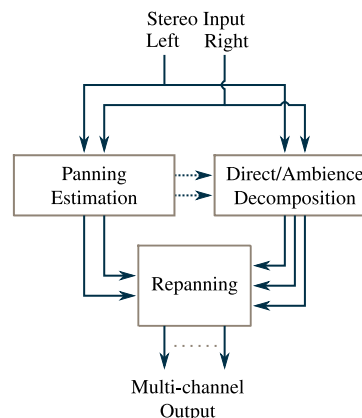 Stereo Input
Left Right
Panning
Estimation
Direct/Ambience
Decomposition
Repanning
Multi-channel
Output